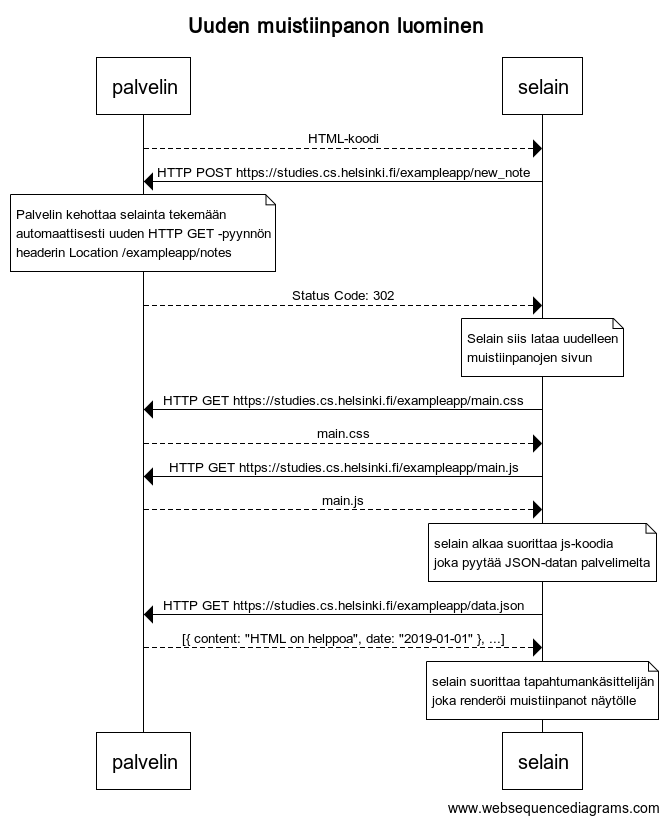 Uuden muistiinpanon luominen
palvelin
selain
HTML-koodi
HTTP POST https://studies.cs.helsinki.fi/exampleapp/new_note
Palvelin kehottaa selainta tekemään
automaattisesti uuden HTTP GET -pyynnön
headerin Location /exampleapp/notes
Status Code: 302
Selain siis lataa uudelleen
muistiinpanojen sivun
HTTP GET https://studies.cs.helsinki.fi/exampleapp/main.css
main.css
HTTP GET https://studies.cs.helsinki.fi/exampleapp/main.js
main.js
selain alkaa suorittaa js-koodia
joka pyytää JSON-datan palvelimelta
HTTP GET https://studies.cs.helsinki.fi/exampleapp/data.json
[{ content: "HTML on helppoa", date: "2019-01-01" }, ...]
selain suorittaa tapahtumankäsittelijän
joka renderöi muistiinpanot näytölle
palvelin
selain
www.websequencediagrams.com